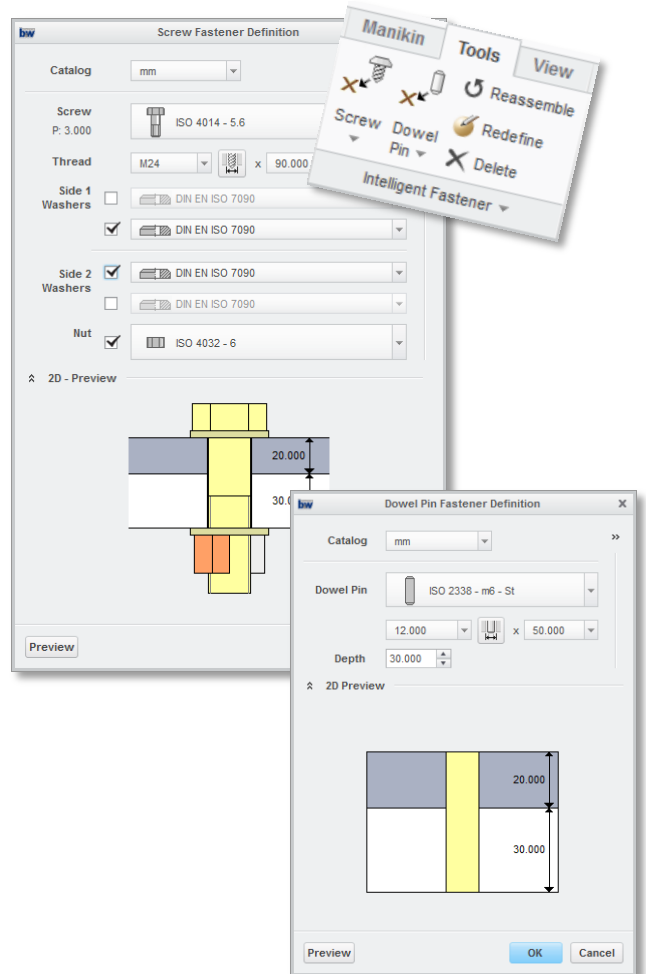 bw Screw Fastener Definition
Catalog mm
Screw ISO 4014 - 5.6
P: 3.000
Thread M24 x 90.000
Side 1
Washers
DIN EN ISO 7090
DIN EN ISO 7090
Side 2
Washers
DIN EN ISO 7090
DIN EN ISO 7090
Nut ISO 4032 - 6
2D - Preview
20.000
30.0
Preview
Manikin Tools View
Screw
Dowel
Pin
Reassemble
Redefine
Delete
Intelligent Fastener
bw Dowel Pin Fastener Definition X
Catalog mm »
Dowel Pin ISO 2338 - m6 - St
12.000 x 50.000
Depth 30.000
2D Preview
20.000
30.000
Preview OK Cancel